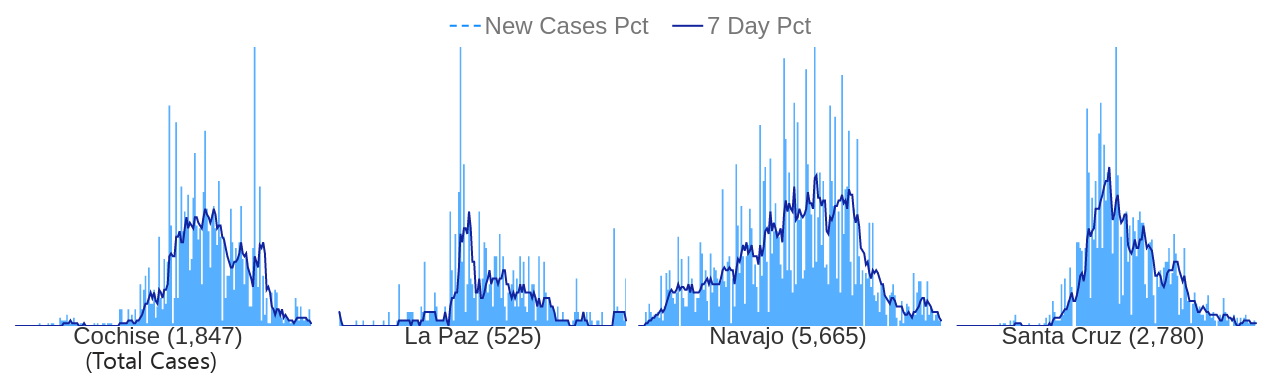 New Cases Pct 7 Day Pct
Cochise (1,847) La Paz (525) Navajo (5,665) Santa Cruz (2,780)
(Total Cases)